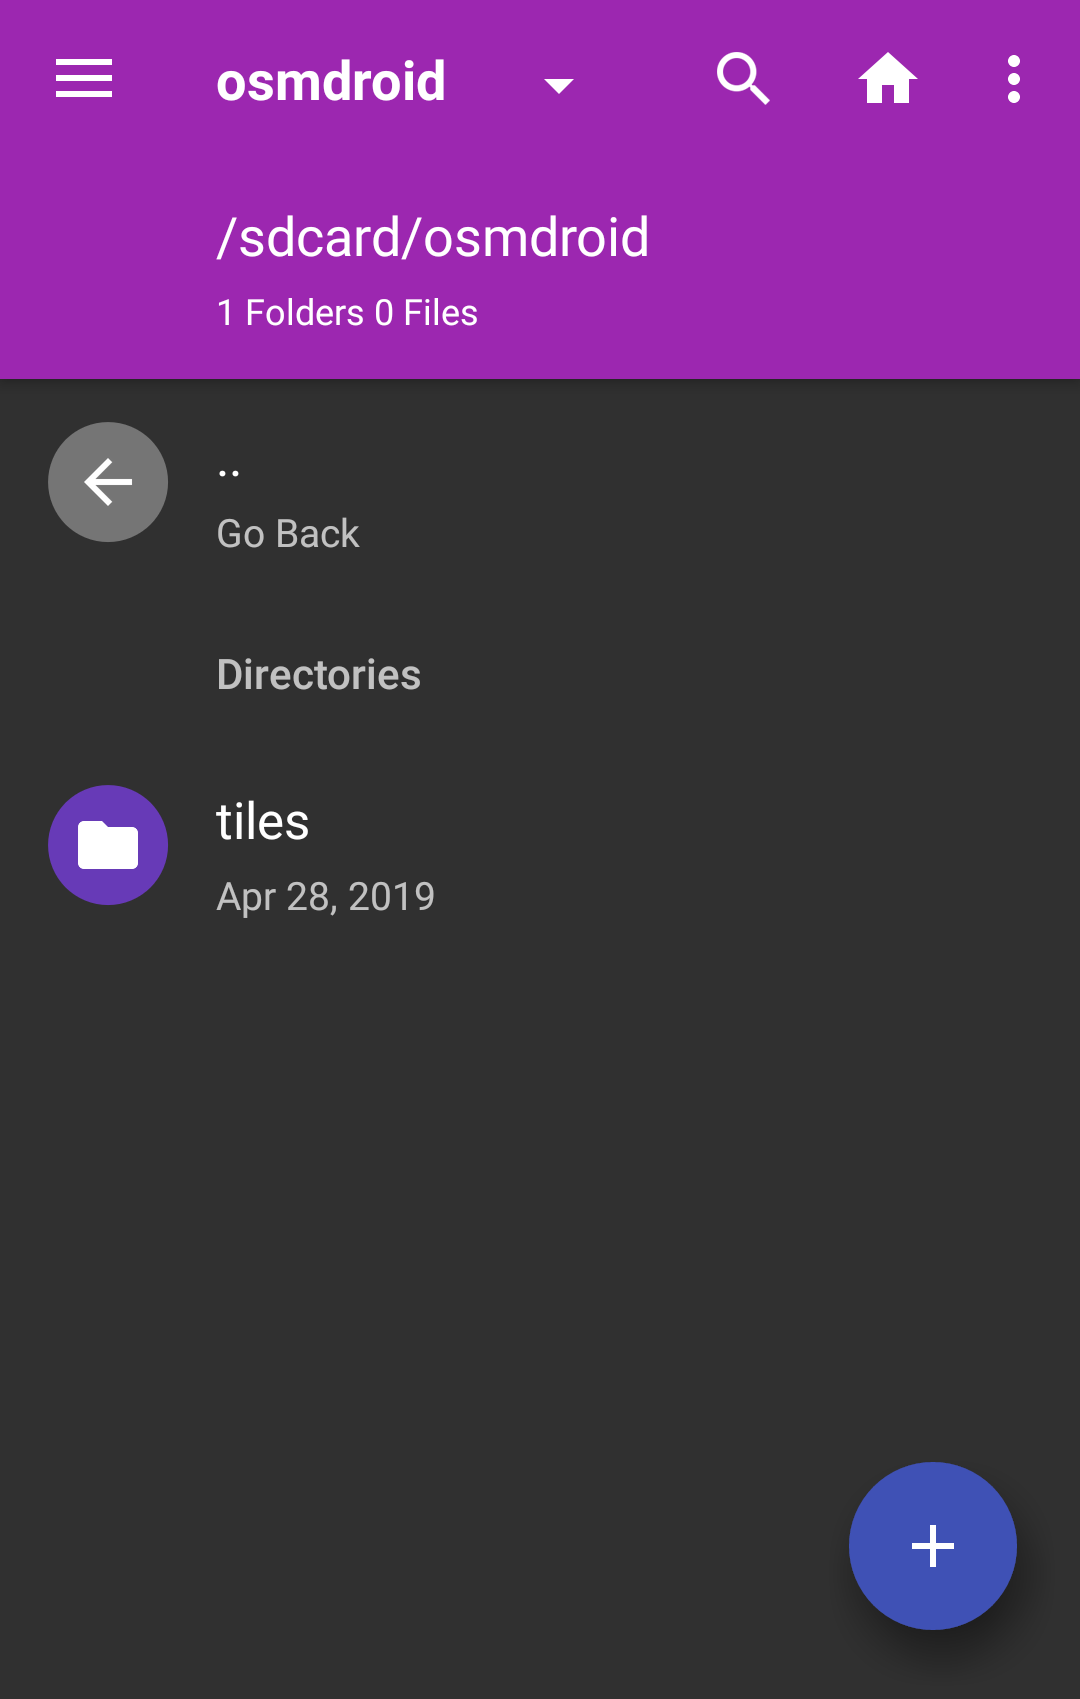 osmdroid
/sdcard/osmdroid
1 Folders 0 Files
..
Go Back
Directories
tiles
Apr 28, 2019